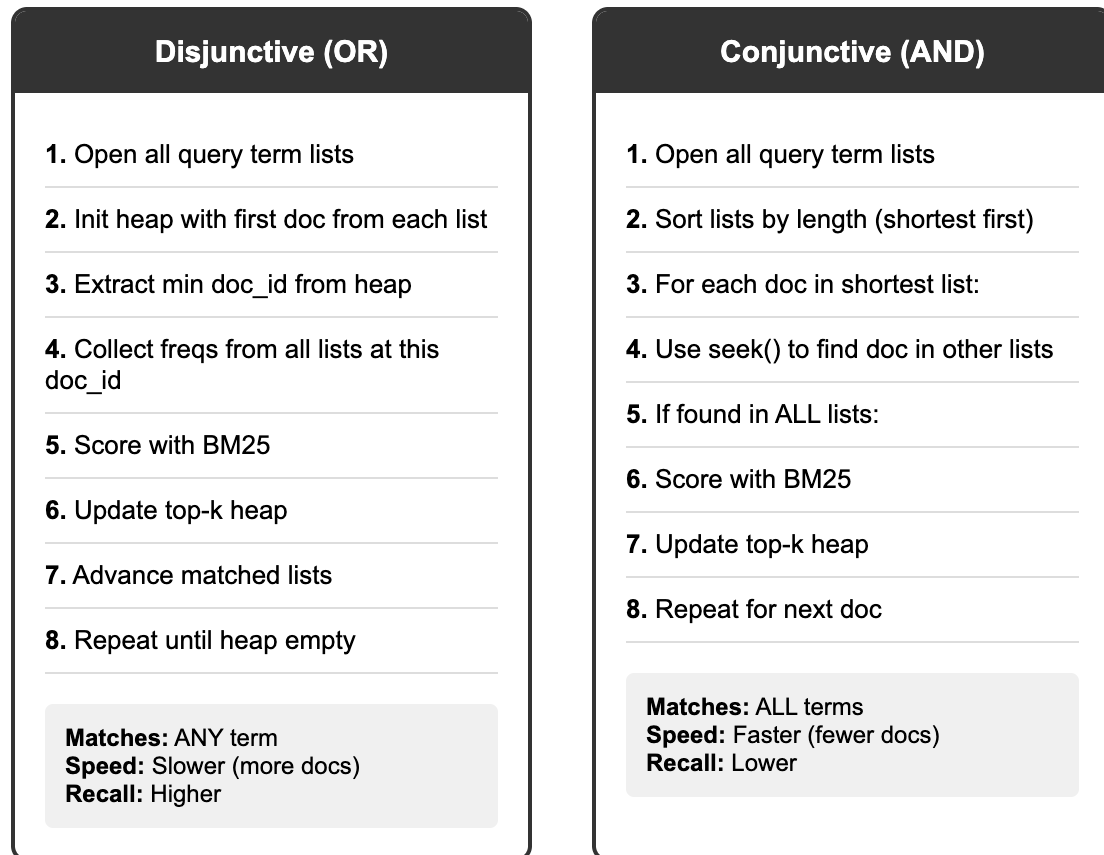 Disjunctive (OR)
1. Open all query term lists
2. Init heap with first doc from each list
3. Extract min doc_id from heap
4. Collect freqs from all lists at this
doc_id
5. Score with BM25
6. Update top-k heap
7. Advance matched lists
8. Repeat until heap empty
Matches: ANY term
Speed: Slower (more docs)
Recall: Higher
Conjunctive (AND)
1. Open all query term lists
2. Sort lists by length (shortest first)
3. For each doc in shortest list:
4. Use seek() to find doc in other lists
5. If found in ALL lists:
6. Score with BM25
7. Update top-k heap
8. Repeat for next doc
Matches: ALL terms
Speed: Faster (fewer docs)
Recall: Lower